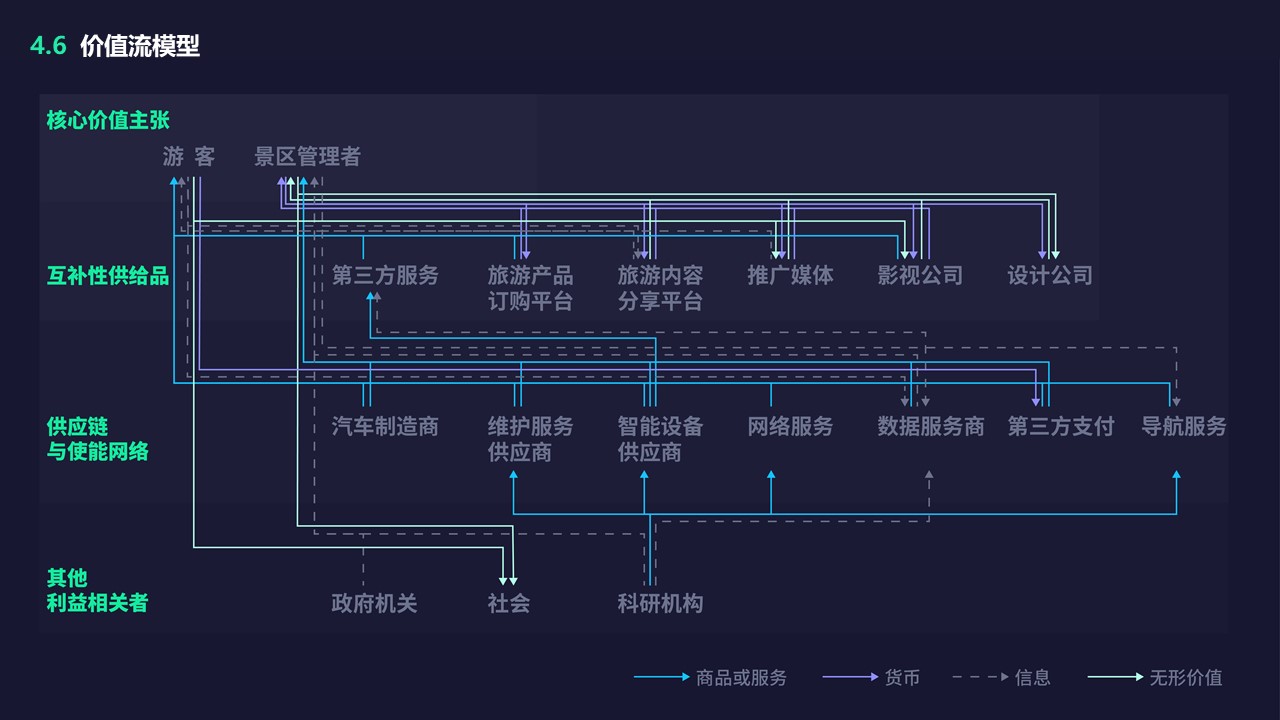 4.6 价值流模型
核心价值主张
游 客 景区管理者
互补性供给品
第三方服务
旅游产品
订购平台
旅游内容
分享平台
推广媒体
影视公司
设计公司
供应链
与使能网络
汽车制造商
维护服务
供应商
智能设备
供应商
网络服务
数据服务商
第三方支付
导航服务
其他
利益相关者
政府机关
社会
科研机构
商品或服务
货币
信息
无形价值